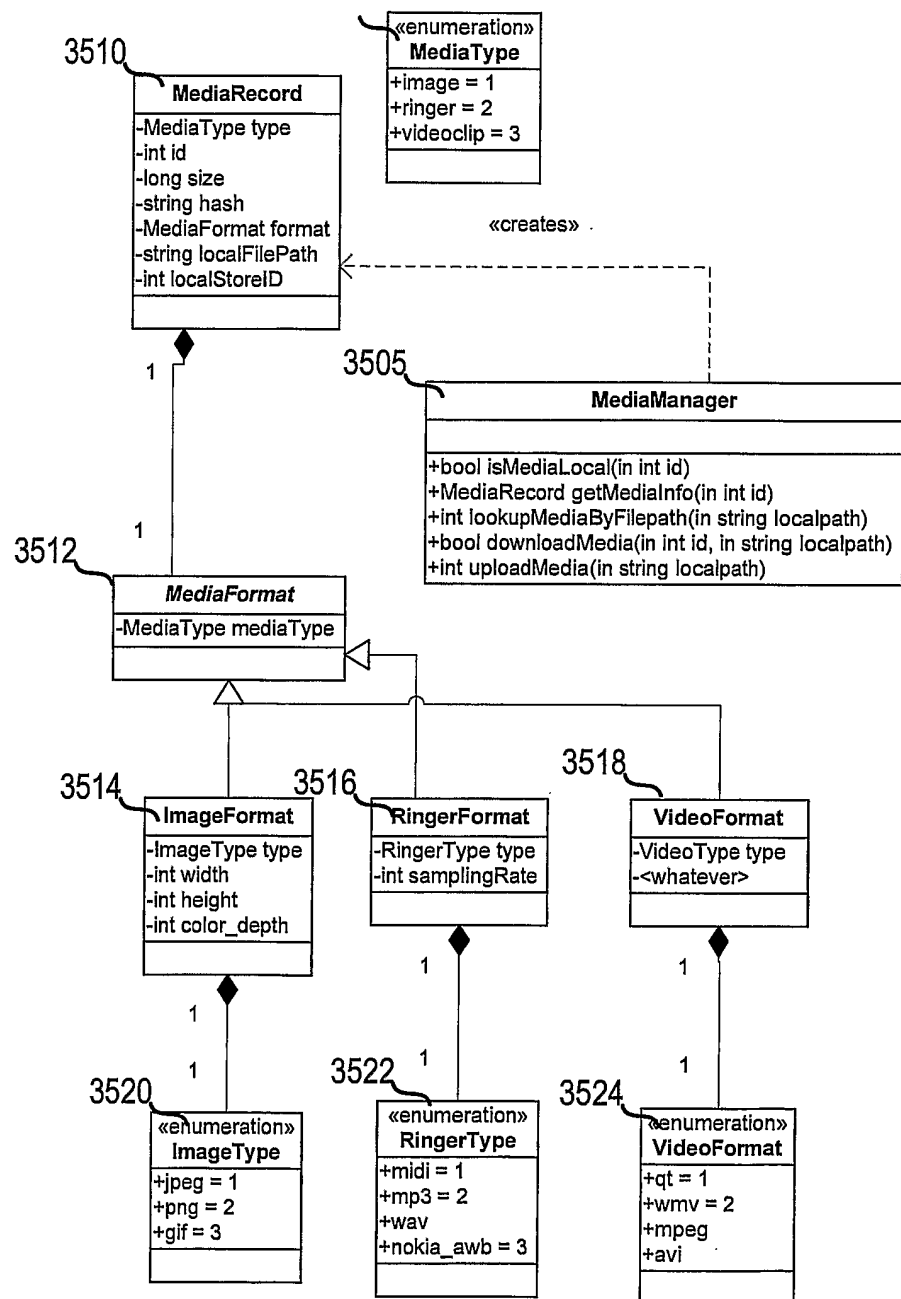 «enumeration»
MediaType
+image = 1
+ringer = 2
+videoclip = 3
3510
MediaRecord
-MediaType type
-int id
-long size
-string hash
-MediaFormat format
-string localFilePath
-int localStoreID
«creates»
1
3505
MediaManager
+bool isMediaLocal(in int id)
+MediaRecord getMediaInfo(in int id)
+int lookupMediaByFilepath(in string localpath)
+bool downloadMedia(in int id, in string localpath)
+int uploadMedia(in string localpath)
1
3512
MediaFormat
-MediaType mediaType
3514
ImageFormat
-ImageType type
-int width
-int height
-int color_depth
3516
RingerFormat
-RingerType type
-int samplingRate
3518
VideoFormat
-VideoType type
-<whatever>
1
1
1
1
1
1
3520
«enumeration»
ImageType
+jpeg = 1
+png = 2
+gif = 3
3522
«enumeration»
RingerType
+midi = 1
+mp3 = 2
+wav
+nokia_awb = 3
3524
«enumeration»
VideoFormat
+qt = 1
+wmv = 2
+mpeg
+avi